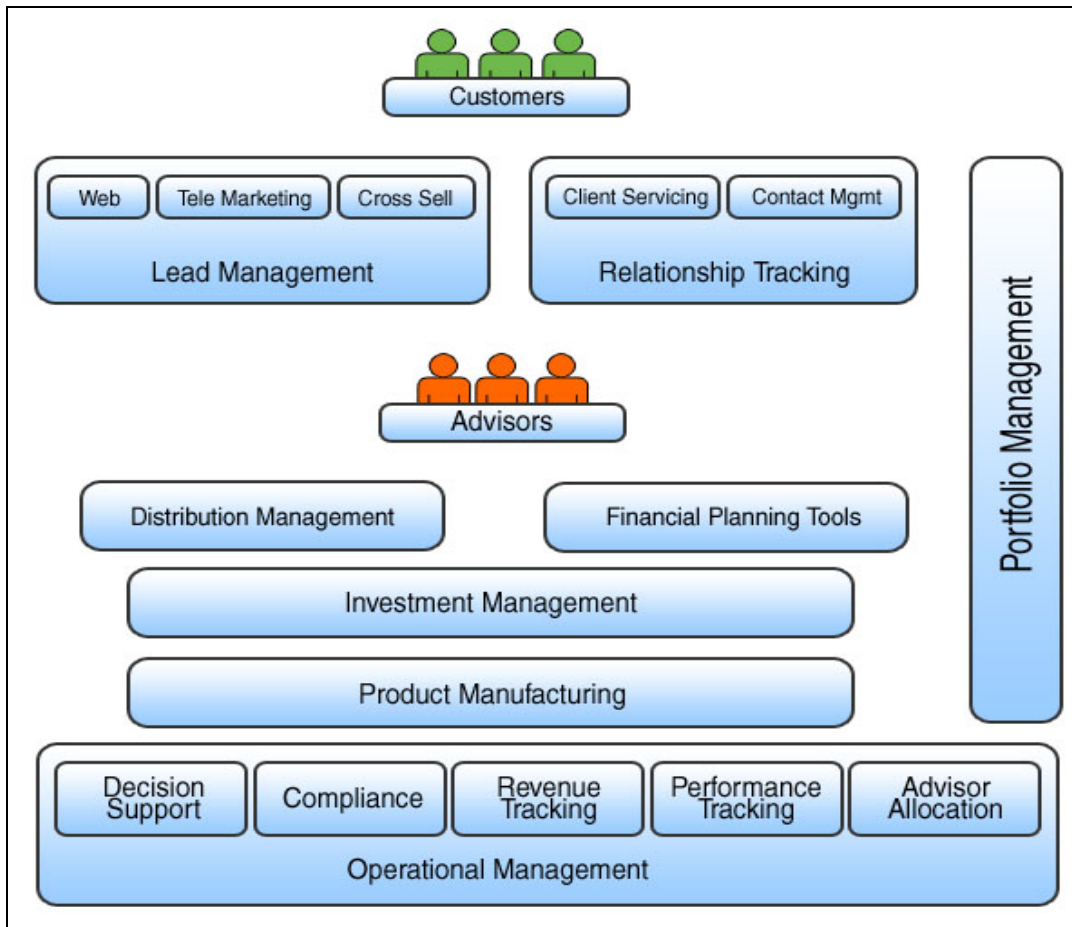 Customers
Web
Tele Marketing
Cross Sell
Lead Management
Client Servicing
Contact Mgmt
Relationship Tracking
Portfolio Management
Advisors
Distribution Management
Financial Planning Tools
Investment Management
Product Manufacturing
Decision
Support
Compliance
Revenue
Tracking
Performance
Tracking
Advisor
Allocation
Operational Management